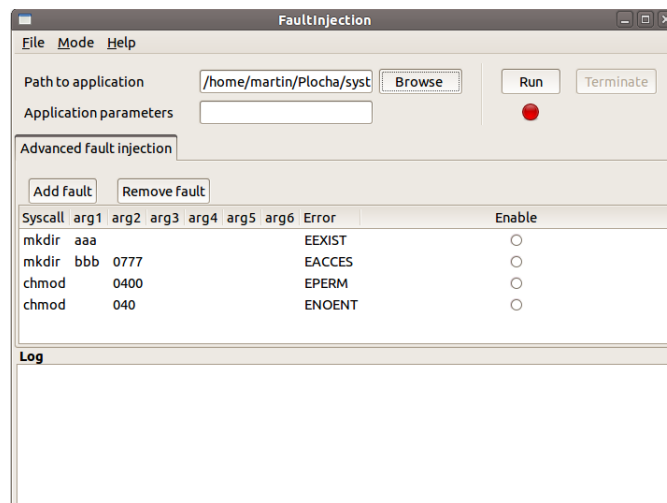 FaultInjection
File Mode Help
Path to application /home/martin/Plocha/syst Browse Run Terminate
Application parameters
Advanced fault injection
Add fault Remove fault
Syscall arg1 arg2 arg3 arg4 arg5 arg6 Error Enable
mkdir aaa EEXIST
mkdir bbb 0777 EACCES
chmod 0400 EPERM
chmod 040 ENOENT
Log